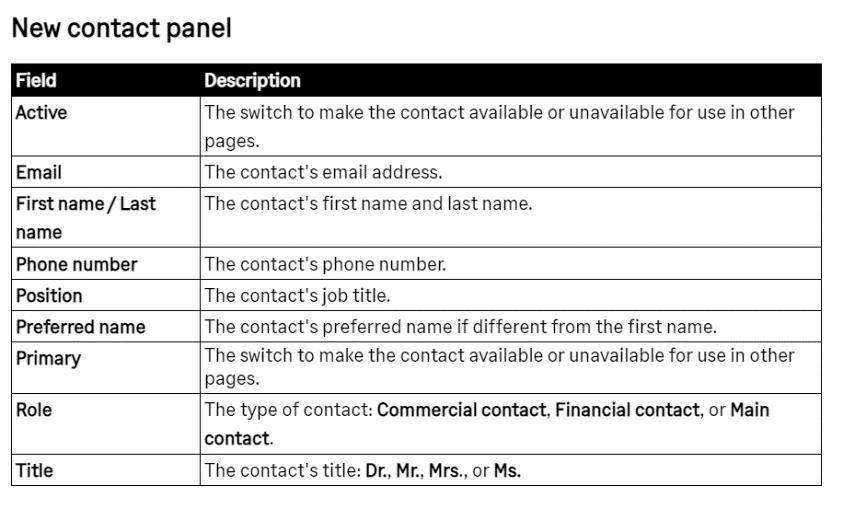 New contact panel
Field Description
Active The switch to make the contact available or unavailable for use in other
pages.
Email The contact's email address.
First name / Last The contact's first name and last name.
name
Phone number The contact's phone number.
Position The contact's job title.
Preferred name The contact's preferred name if different from the first name.
Primary The switch to make the contact available or unavailable for use in other
pages.
Role The type of contact: Commercial contact, Financial contact, or Main
contact.
Title The contact's title: Dr., Mr., Mrs., or Ms.